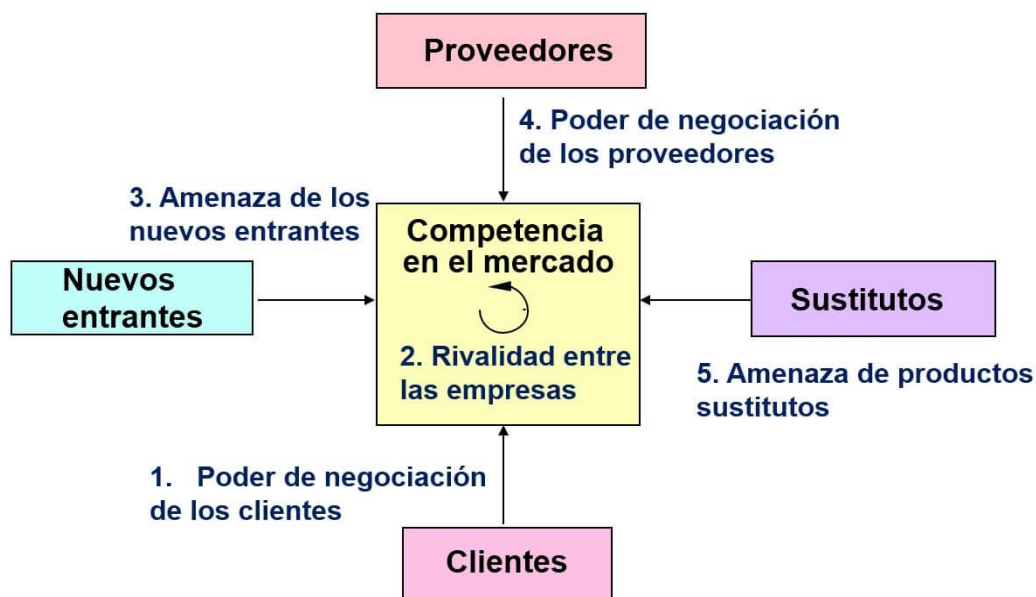 Proveedores
4. Poder de negociación
de los proveedores
3. Amenaza de los
nuevos entrantes
Competencia
en el mercado
Nuevos
entrantes
Sustitutos
2. Rivalidad entre
las empresas
5. Amenaza de productos
sustitutos
1. Poder de negociación
de los clientes
Clientes